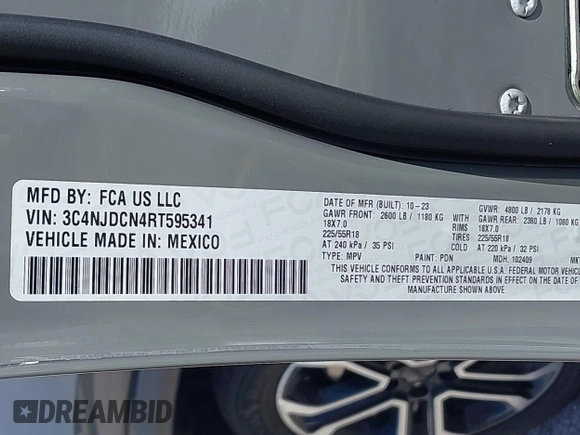 MFD BY: FCA US LLC
VIN: 3C4NJDCN4RT595341
VEHICLE MADE IN: MEXICO
DATE OF MFR (BUILT): 10-23 GVWR: 4800 LB / 2178 KG
GAWR FRONT: 2600 LB / 1180 KG WITH GAWR REAR: 2380 LB / 1080
18X7.0 RIMS 18X7.0
225/55R18 TIRES 225/55R18
AT 240 kPa / 35 PSI COLD AT 220 kPa / 32 PSI
TYPE: MPV PAINT: PDN MDH: 102409
THIS VEHICLE CONFORMS TO ALL APPLICABLE U.S.A. FEDERAL MOTOR VEHIC
SAFETY AND THEFT PREVENTION STANDARDS IN EFFECT ON THE DATE OF
MANUFACTURE SHOWN ABOVE.
DREAMBID